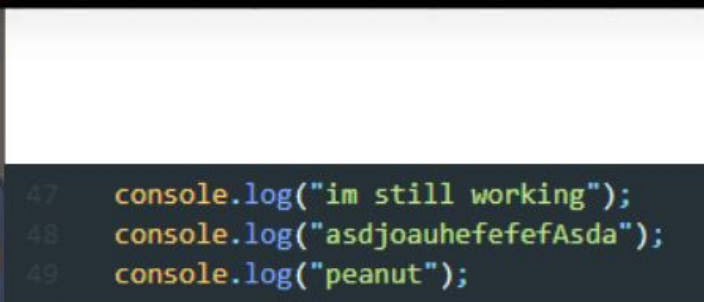 47 console.log("im still working");
48 console.log("asdjoauhefefefAsda");
49 console.log("peanut");